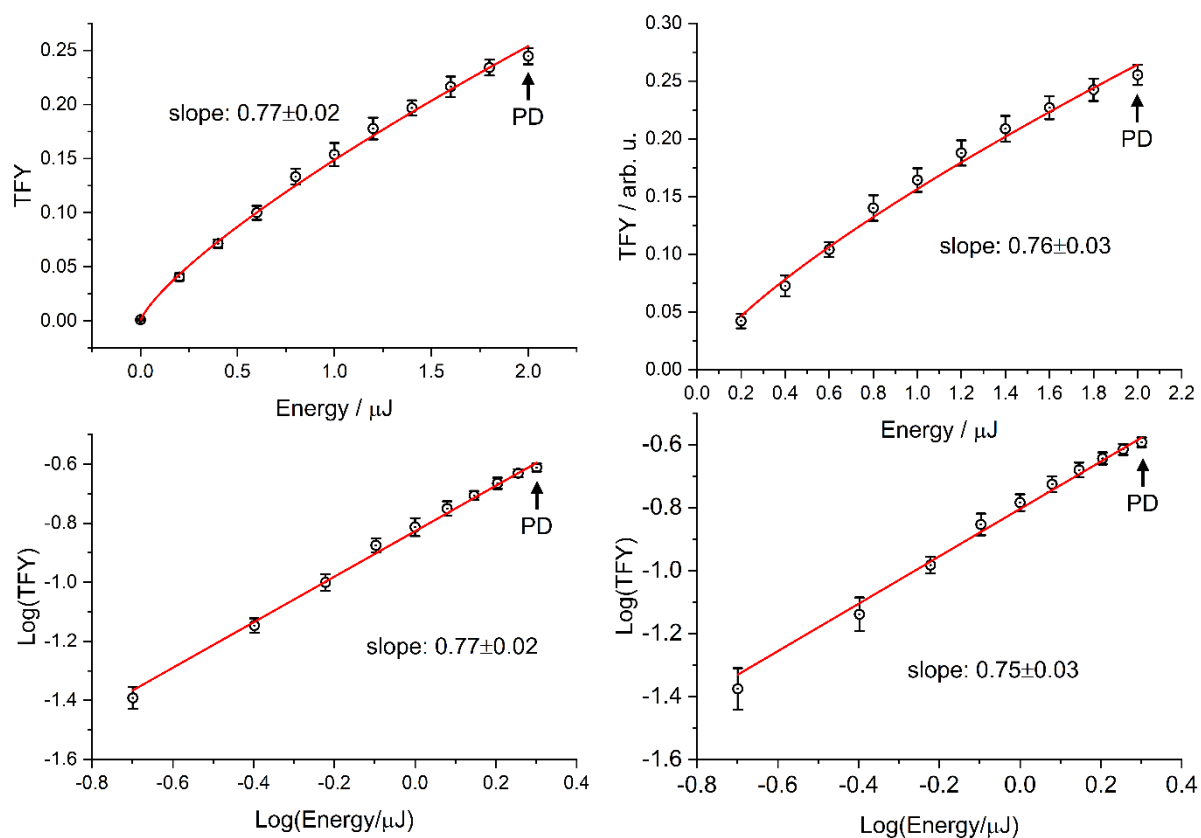 TFY
0.25
0.20
0.15
0.10
0.05
0.00
slope: 0.77±0.02
PD
0.0 0.5 1.0 1.5 2.0
Energy / μJ
TFY / arb. u.
0.30
0.25
0.20
0.15
0.10
0.05
0.00
PD
slope: 0.76±0.03
0.0 0.2 0.4 0.6 0.8 1.0 1.2 1.4 1.6 1.8 2.0 2.2
Energy / μJ
Log(TFY)
-0.6
-0.8
-1.0
-1.2
-1.4
-1.6
PD
slope: 0.77±0.02
-0.8 -0.4 0.0 0.4
Log(Energy/μJ)
Log(TFY)
-0.6
-0.8
-1.0
-1.2
-1.4
-1.6
PD
slope: 0.75±0.03
-0.8 -0.6 -0.4 -0.2 0.0 0.2 0.4
Log(Energy/μJ)